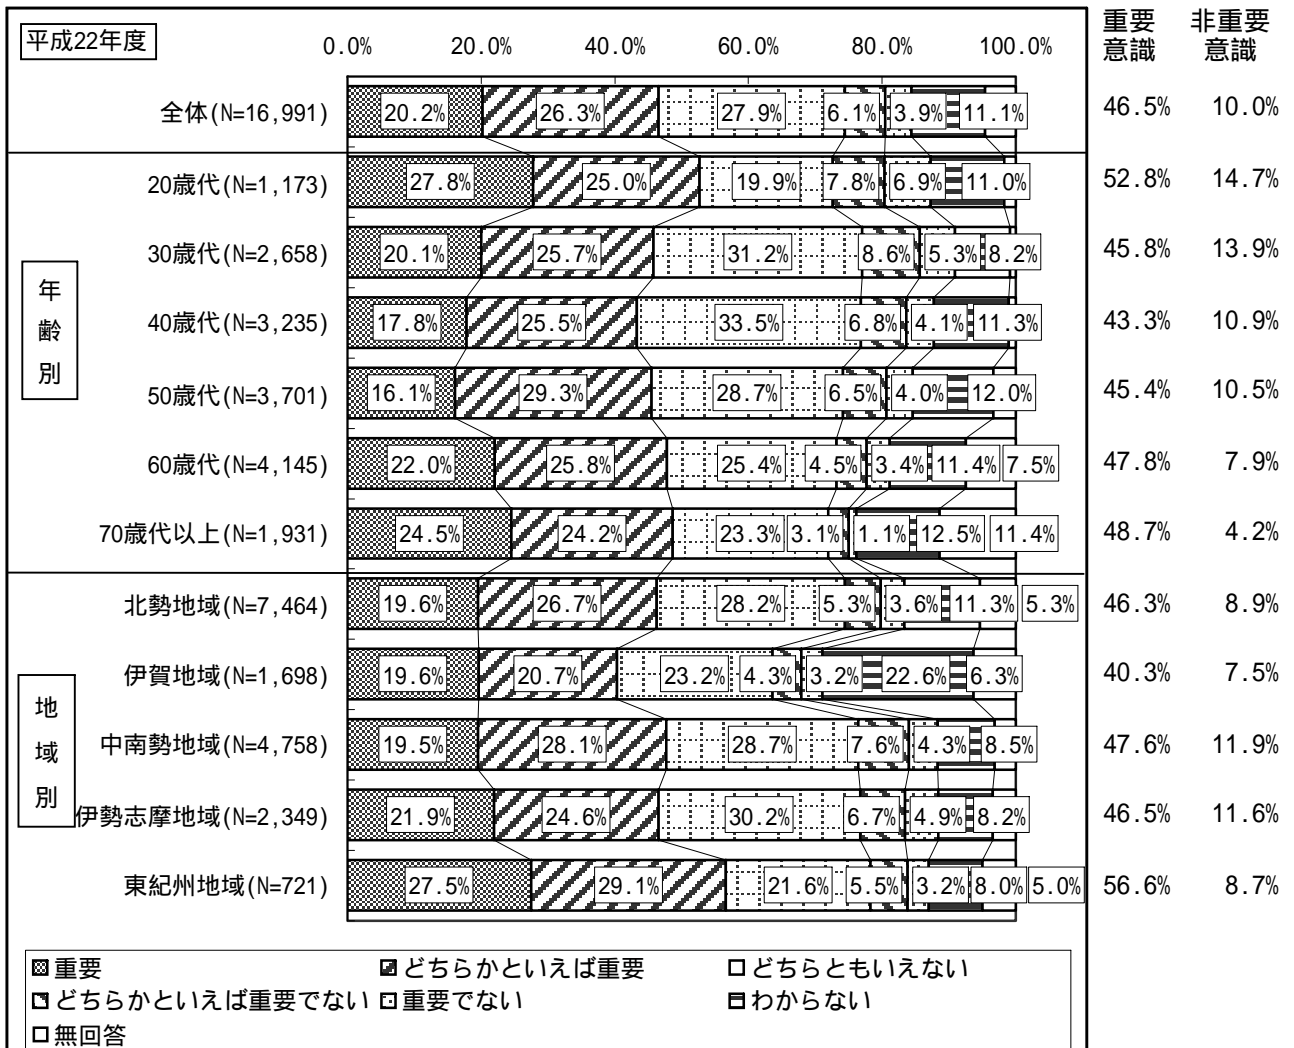 重要 非重要
意識 意識
平成22年度
0.0% 20.0% 40.0% 60.0% 80.0% 100.0%
全体(N=16,991) 20.2% 26.3% 27.9% 6.1% 3.9% 11.1% 46.5% 10.0%
20歳代(N=1,173) 27.8% 25.0% 19.9% 7.8% 6.9% 11.0% 52.8% 14.7%
30歳代(N=2,658) 20.1% 25.7% 31.2% 8.6% 5.3% 8.2% 45.8% 13.9%
40歳代(N=3,235) 17.8% 25.5% 33.5% 6.8% 4.1% 11.3% 43.3% 10.9%
50歳代(N=3,701) 16.1% 29.3% 28.7% 6.5% 4.0% 12.0% 45.4% 10.5%
60歳代(N=4,145) 22.0% 25.8% 25.4% 4.5% 3.4% 11.4% 7.5% 47.8% 7.9%
70歳代以上(N=1,931) 24.5% 24.2% 23.3% 3.1% 1.1% 12.5% 11.4% 48.7% 4.2%
年齢別
北勢地域(N=7,464) 19.6% 26.7% 28.2% 5.3% 3.6% 11.3% 5.3% 46.3% 8.9%
伊賀地域(N=1,698) 19.6% 20.7% 23.2% 4.3% 3.2% 22.6% 6.3% 40.3% 7.5%
中南勢地域(N=4,758) 19.5% 28.1% 28.7% 7.6% 4.3% 8.5% 47.6% 11.9%
伊勢志摩地域(N=2,349) 21.9% 24.6% 30.2% 6.7% 4.9% 8.2% 46.5% 11.6%
東紀州地域(N=721) 27.5% 29.1% 21.6% 5.5% 3.2% 8.0% 5.0% 56.6% 8.7%
地域別
重要 どちらかといえば重要 どちらともいえない
どちらかといえば重要でない 重要でない わからない
無回答